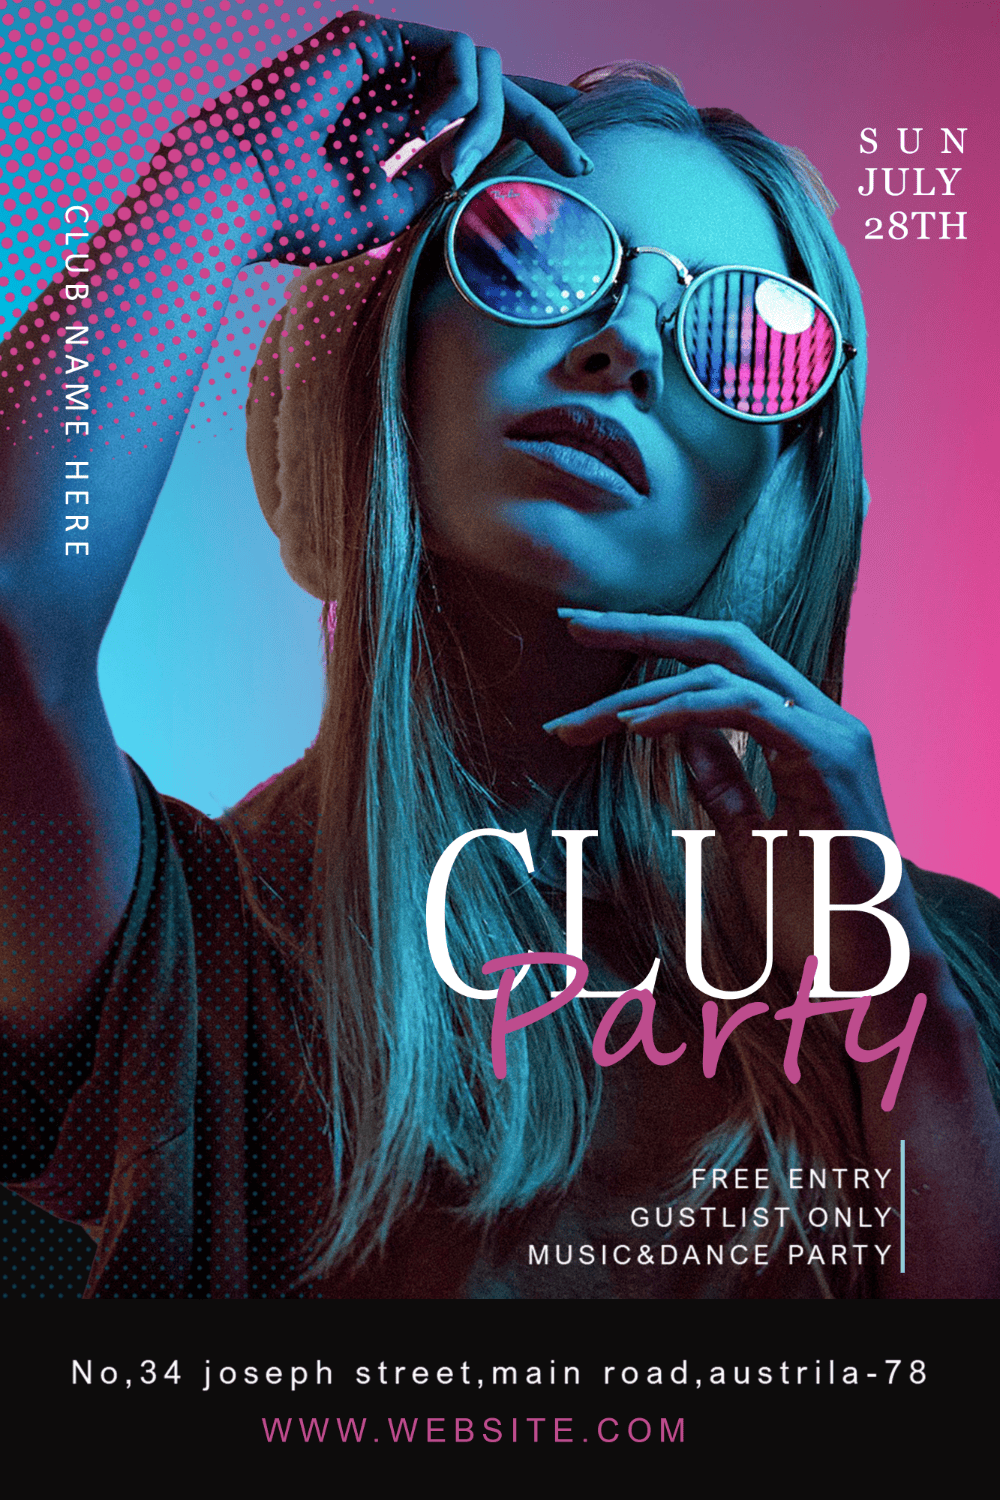 SUN
JULY
28TH
CLUB NAME HERE
CLUB
Party
FREE ENTRY
GUSTLIST ONLY
MUSIC&DANCE PARTY
No,34 joseph street,main road,austrila-78
WWW.WEBSITE.COM